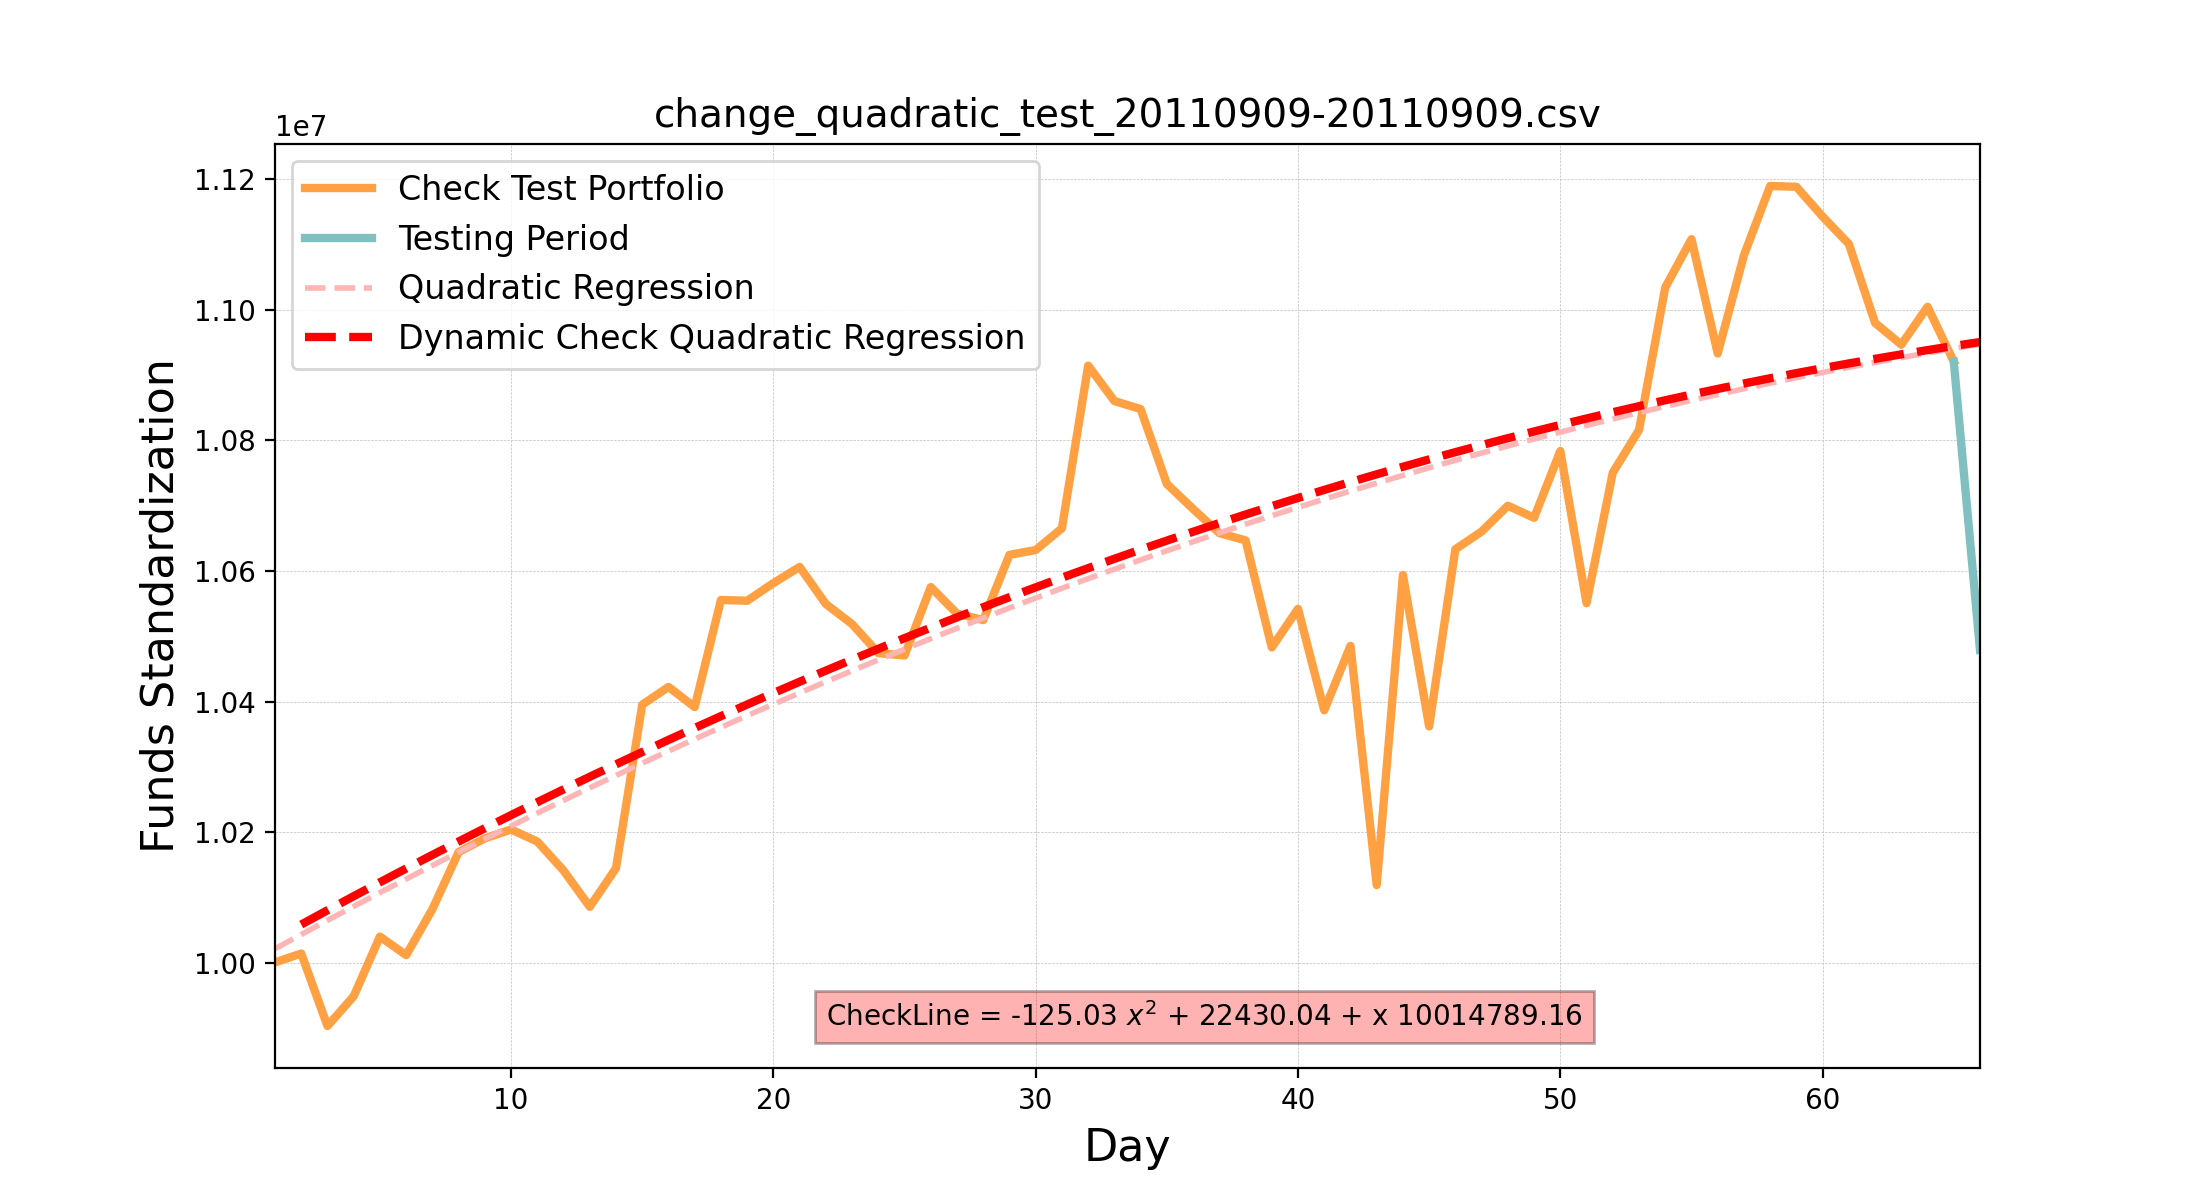 change_quadratic_test_20110909-20110909.csv
1e7
Check Test Portfolio
Testing Period
Quadratic Regression
Dynamic Check Quadratic Regression
1.12
1.10
1.08
1.06
1.04
1.02
1.00
Funds Standardization
CheckLine = -125.03 x² + 22430.04 + x 10014789.16
10 20 30 40 50 60
Day